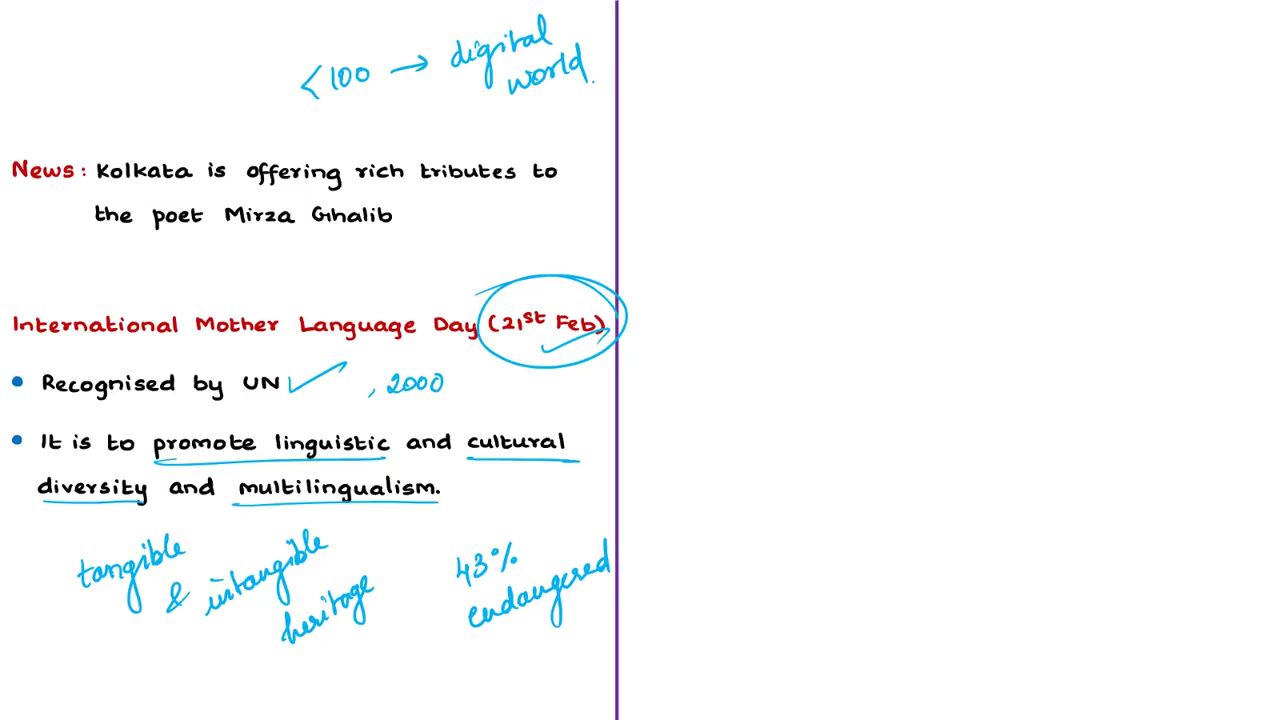 <100 → digital
world.
News: Kolkata is offering rich tributes to
the poet Mirza Ghalib
International Mother Language Day (21st Feb)
• Recognised by UN ✓ , 2000
• It is to promote linguistic and cultural
diversity and multilingualism.
tangible
& intangible
heritage
43%
endangered